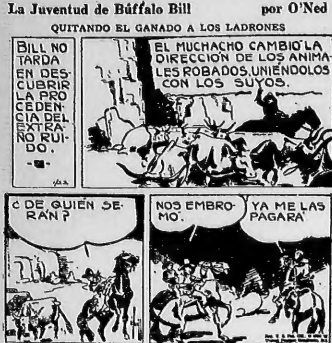 La Juventud de Búffalo Bill por O'Ned
QUITANDO EL GANADO A LOS LADRONES
BILL NO
TARDA
EN DES-
CUBRIR
LA PRO
CEDEN-
CIA DEL
EXTRA-
ÑO RUI-
DO.
EL MUCHACHO CAMBIÓ LA
DIRECCIÓN DE LOS ANIMA-
LES ROBADOS, UNIÉNDOLOS
CON LOS SUYOS.
¿DE QUIÉN SE-
RÁN?
NOS EMBRO-
MÓ.
YA ME LAS
PAGARÁ